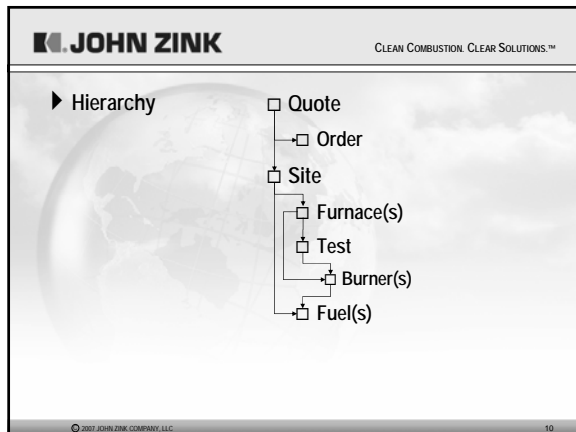 JOHN ZINK
CLEAN COMBUSTION. CLEAR SOLUTIONS.™
Hierarchy
Quote
Order
Site
Furnace(s)
Test
Burner(s)
Fuel(s)
© 2007 JOHN ZINK COMPANY, LLC
10